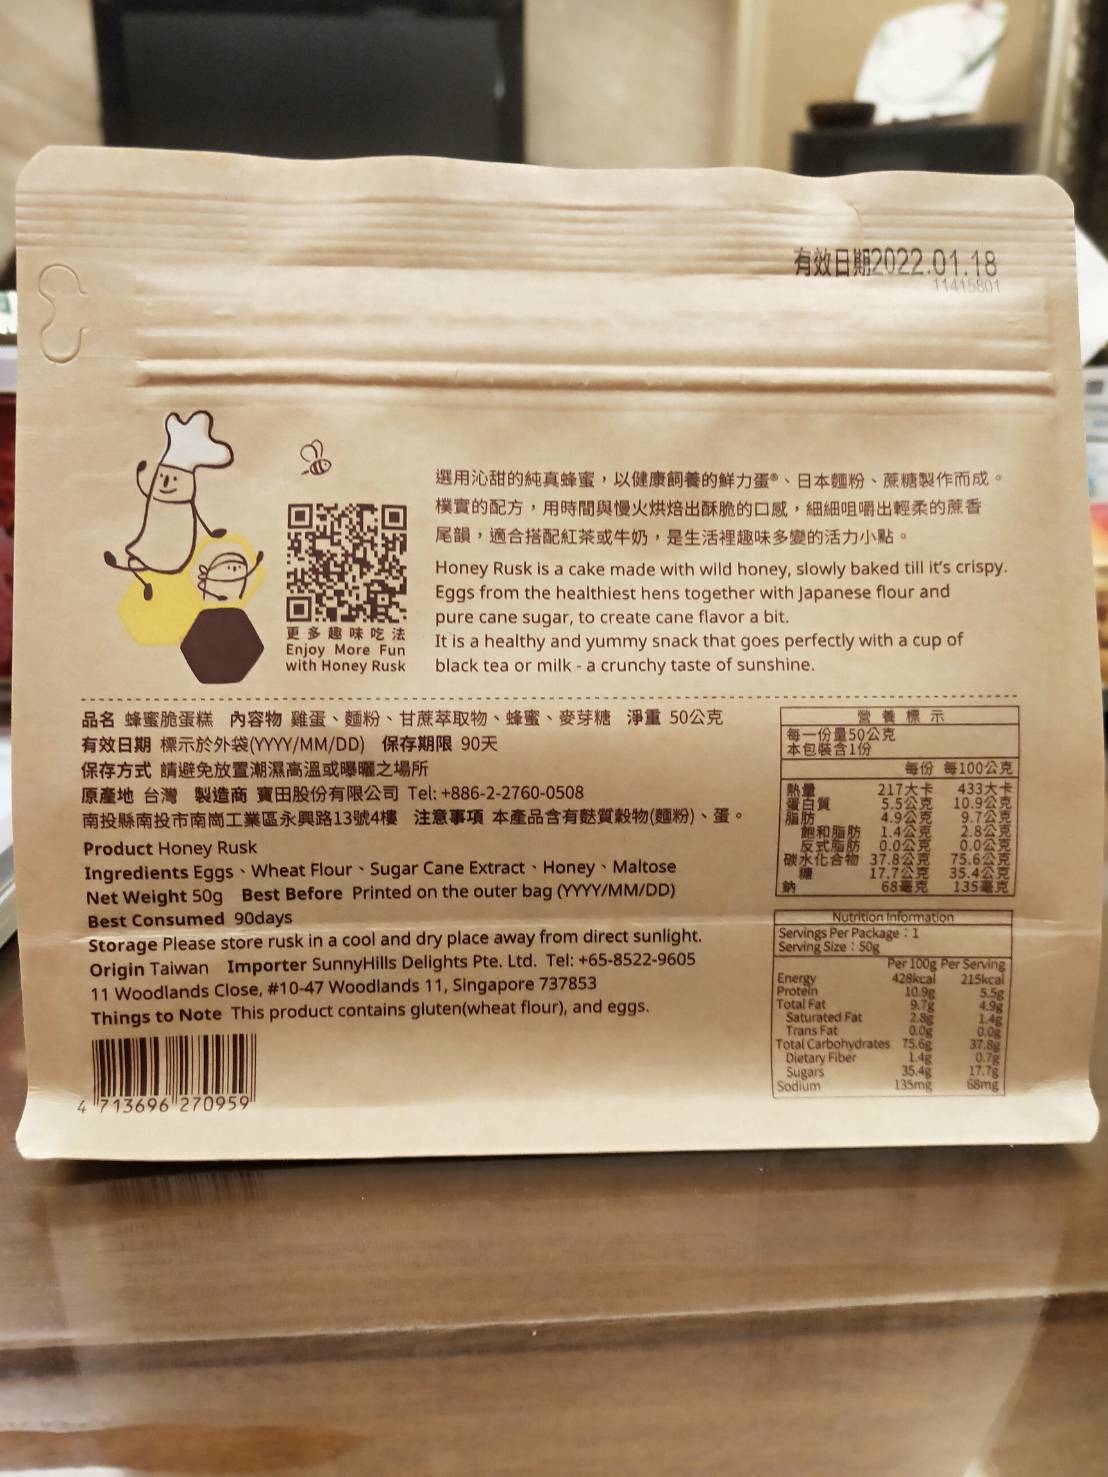 有效日期2022.01.18
11415801
選用沁甜的純真蜂蜜，以健康飼養的鮮力蛋®、日本麵粉、蔗糖製作而成。
樸實的配方，用時間與慢火烘焙出酥脆的口感，細細咀嚼出輕柔的蔗香
尾韻，適合搭配紅茶或牛奶，是生活裡趣味多變的活力小點。
Honey Rusk is a cake made with wild honey, slowly baked till it's crispy.
Eggs from the healthiest hens together with Japanese flour and
pure cane sugar, to create cane flavor a bit.
It is a healthy and yummy snack that goes perfectly with a cup of
black tea or milk - a crunchy taste of sunshine.
更多趣味吃法
Enjoy More Fun
with Honey Rusk
品名 蜂蜜脆蛋糕 內容物 雞蛋、麵粉、甘蔗萃取物、蜂蜜、麥芽糖 淨重 50公克
有效日期 標示於外袋(YYYY/MM/DD) 保存期限 90天
保存方式 請避免放置潮濕高溫或曝曬之場所
原產地 台灣 製造商 寶田股份有限公司 Tel: +886-2-2760-0508
南投縣南投市南崗工業區永興路13號4樓 注意事項 本產品含有麩質穀物(麵粉)、蛋。
Product Honey Rusk
Ingredients Eggs、Wheat Flour、Sugar Cane Extract、Honey、Maltose
Net Weight 50g Best Before Printed on the outer bag (YYYY/MM/DD)
Best Consumed 90days
Storage Please store rusk in a cool and dry place away from direct sunlight.
Origin Taiwan Importer SunnyHills Delights Pte. Ltd. Tel: +65-8522-9605
11 Woodlands Close, #10-47 Woodlands 11, Singapore 737853
Things to Note This product contains gluten(wheat flour), and eggs.
4 713696 270959
營養標示
每一份量50公克
本包裝含1份
每份 每100公克
熱量 217大卡 433大卡
蛋白質 5.5公克 10.9公克
脂肪 4.9公克 9.7公克
飽和脂肪 1.4公克 2.8公克
反式脂肪 0.0公克 0.0公克
碳水化合物 37.8公克 75.6公克
糖 17.7公克 35.4公克
鈉 68毫克 135毫克
Nutrition Information
Servings Per Package：1
Serving Size：50g
Per 100g Per Serving
Energy 428kcal 215kcal
Protein 10.9g 5.5g
Total Fat 9.7g 4.9g
Saturated Fat 2.8g 1.4g
Trans Fat 0.0g 0.0g
Total Carbohydrates 75.6g 37.8g
Dietary Fiber 1.4g 0.7g
Sugars 35.4g 17.7g
Sodium 135mg 68mg